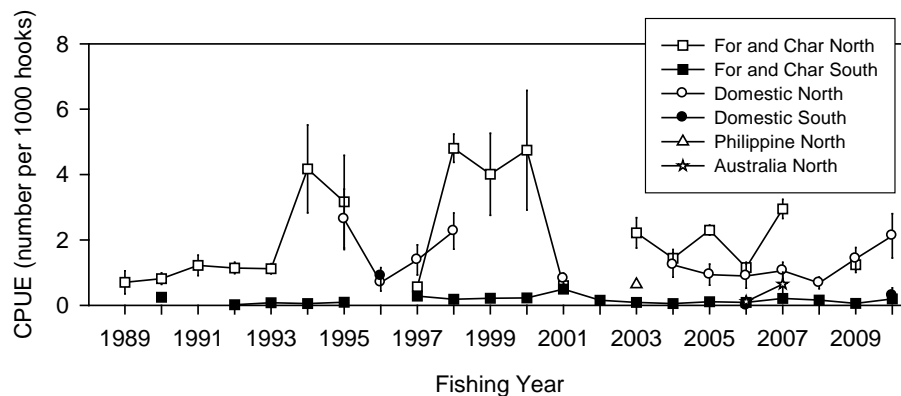 CPUE (number per 1000 hooks)
8
6
4
2
0
For and Char North
For and Char South
Domestic North
Domestic South
Philippine North
Australia North
1989 1991 1993 1995 1997 1999 2001 2003 2005 2007 2009
Fishing Year